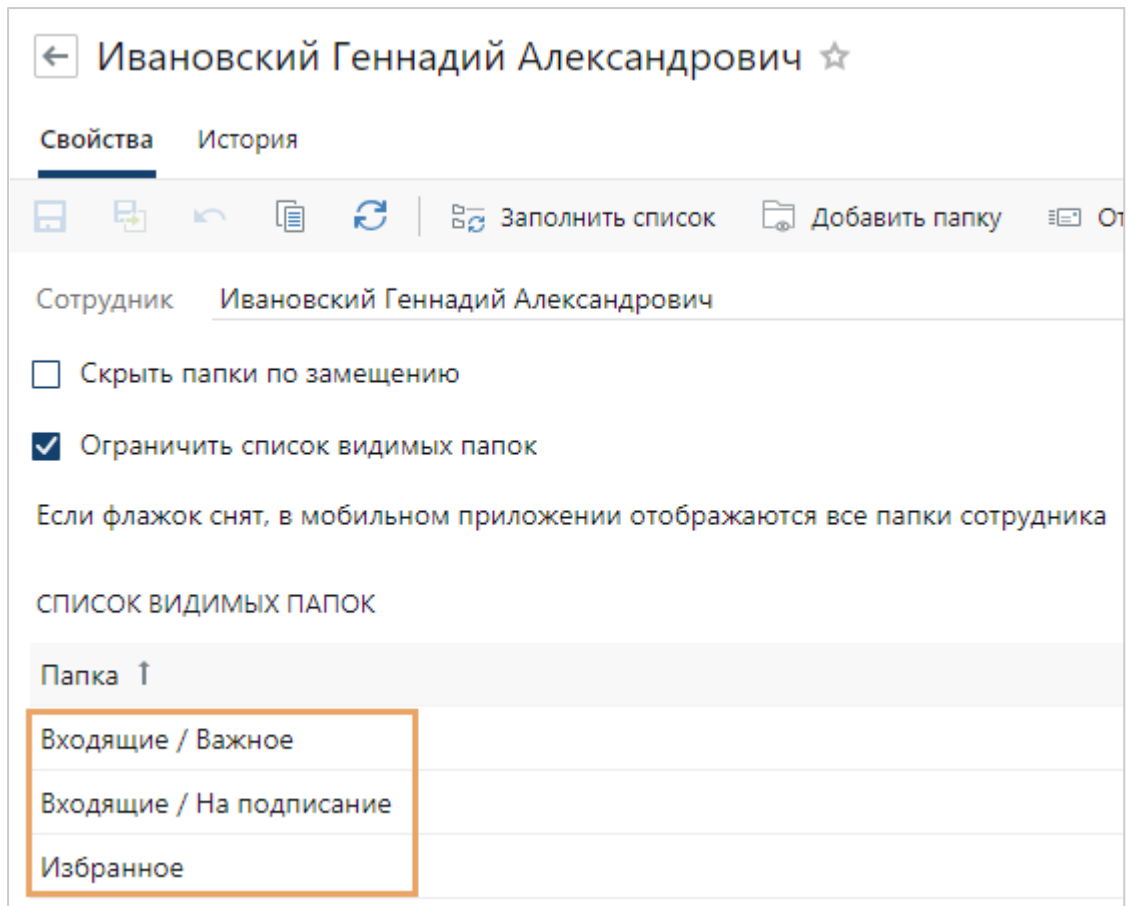 Ивановский Геннадий Александрович
Свойства История
Заполнить список Добавить папку От
Сотрудник Ивановский Геннадий Александрович
Скрыть папки по замещению
Ограничить список видимых папок
Если флажок снят, в мобильном приложении отображаются все папки сотрудника
СПИСОК ВИДИМЫХ ПАПОК
Папка ↑
Входящие / Важное
Входящие / На подписание
Избранное